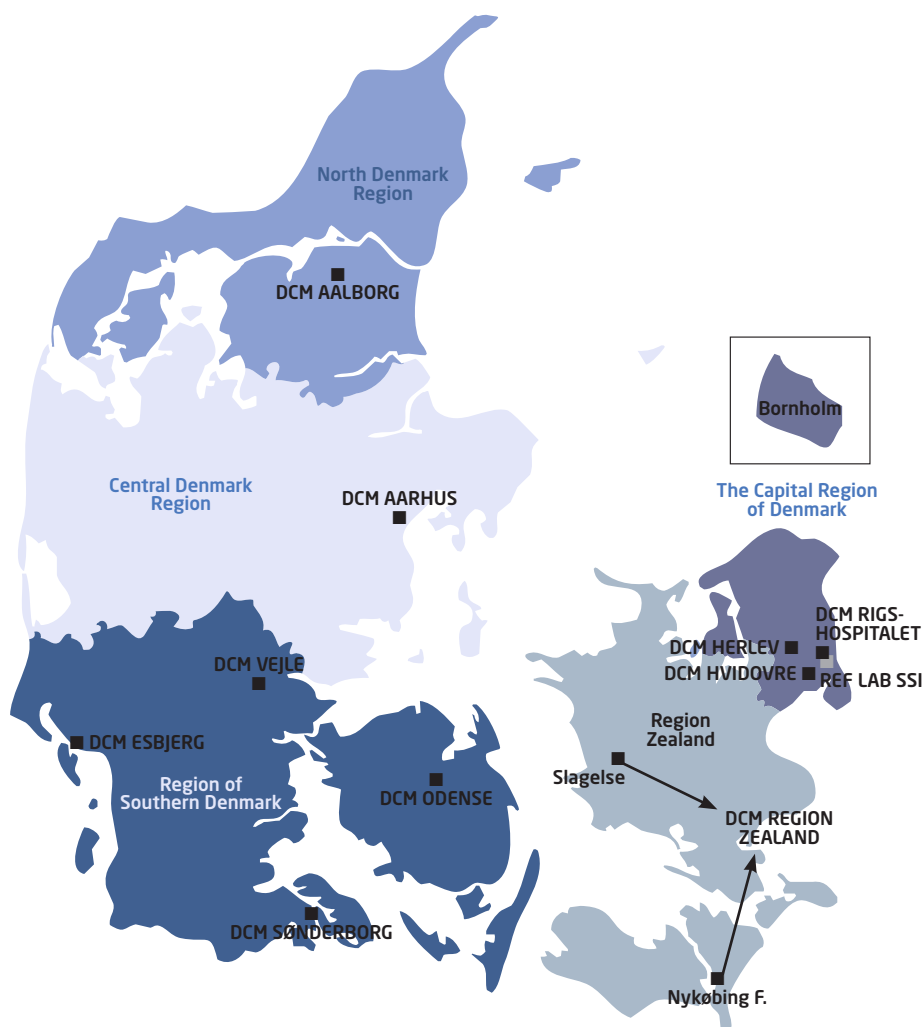 North Denmark
Region
DCM AALBORG
Bornholm
Central Denmark
Region
DCM AARHUS
The Capital Region
of Denmark
DCM RIGS-
HOSPITALET
DCM HERLEV
DCM HVIDOVRE
REF LAB SSI
DCM VEJLE
DCM ESBJERG
Region of
Southern Denmark
DCM ODENSE
DCM SØNDERBORG
Region
Zealand
Slagelse
DCM REGION
ZEALAND
Nykøbing F.